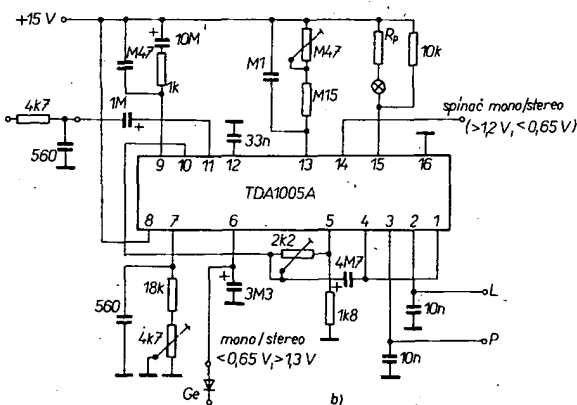 +15 V
M47
10M
+
1k
M1
M47
M15
Rp
10k
4k7
1M
+
560
33n
spínač mono/stereo
(>1,2 V, <0,65 V)
9 10 11 12 13 14 15 16
TDA1005A
8 7 6 5 4 3 2 1
2k2
4M7
+
560
18k
4k7
+
3M3
1k8
10n
L
P
10n
mono/stereo
<0,65 V, >1,3 V
Ge
b)